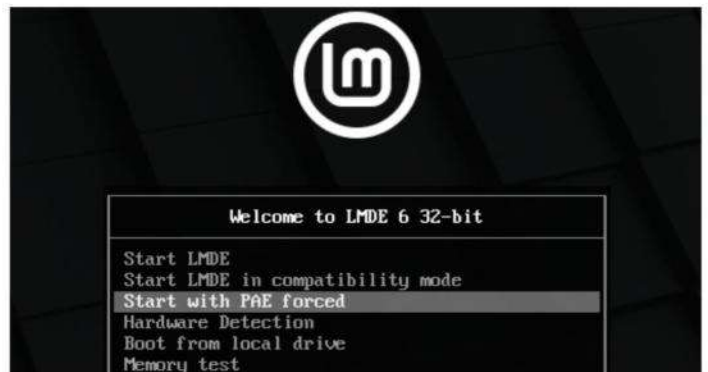 lm
Welcome to LMDE 6 32-bit
Start LMDE
Start LMDE in compatibility mode
Start with PAE forced
Hardware Detection
Boot from local drive
Memory test